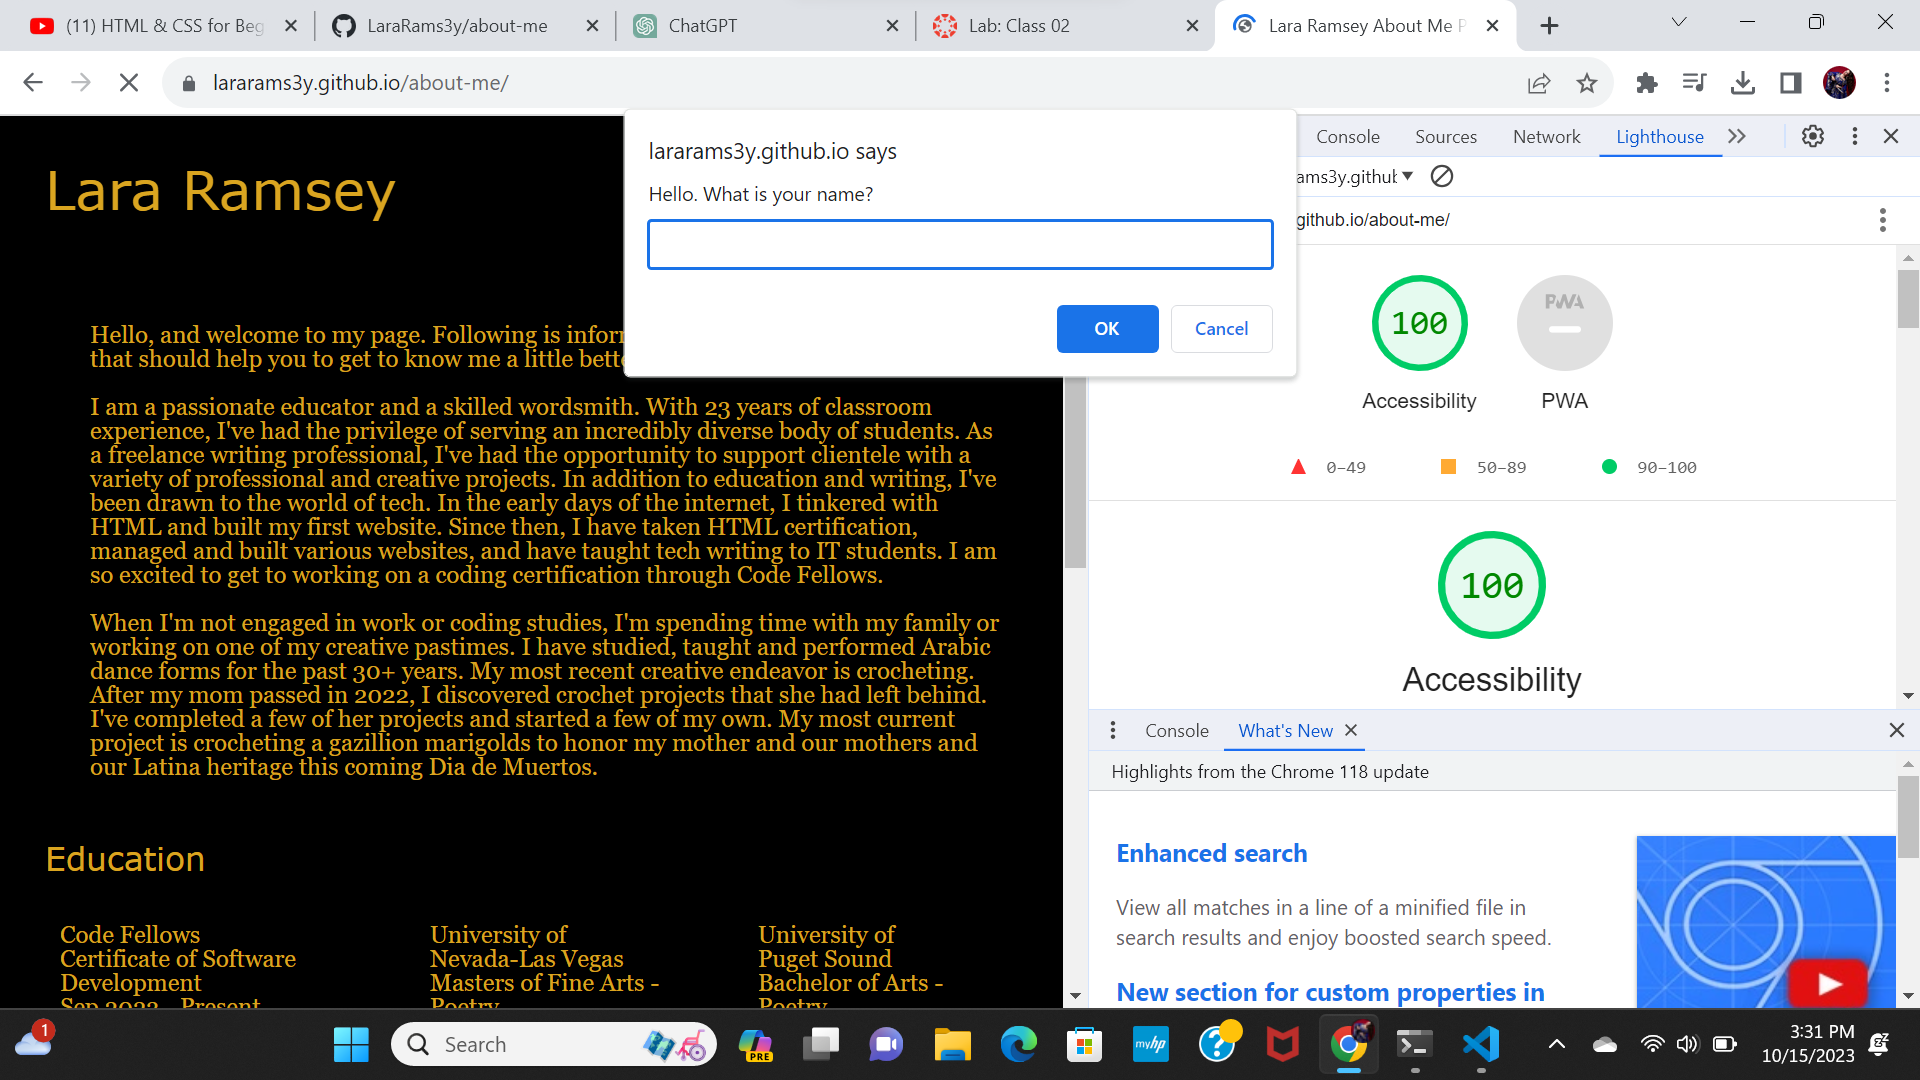 (11) HTML & CSS for Beg
LaraRams3y/about-me
ChatGPT
Lab: Class 02
Lara Ramsey About Me P
lararams3y.github.io/about-me/
Lara Ramsey
Hello, and welcome to my page. Following is infor
that should help you to get to know me a little bette
I am a passionate educator and a skilled wordsmith. With 23 years of classroom
experience, I've had the privilege of serving an incredibly diverse body of students. As
a freelance writing professional, I've had the opportunity to support clientele with a
variety of professional and creative projects. In addition to education and writing, I've
been drawn to the world of tech. In the early days of the internet, I tinkered with
HTML and built my first website. Since then, I have taken HTML certification,
managed and built various websites, and have taught tech writing to IT students. I am
so excited to get to working on a coding certification through Code Fellows.
When I'm not engaged in work or coding studies, I'm spending time with my family or
working on one of my creative pastimes. I have studied, taught and performed Arabic
dance forms for the past 30+ years. My most recent creative endeavor is crocheting.
After my mom passed in 2022, I discovered crochet projects that she had left behind.
I've completed a few of her projects and started a few of my own. My most current
project is crocheting a gazillion marigolds to honor my mother and our mothers and
our Latina heritage this coming Dia de Muertos.
Education
Code Fellows
Certificate of Software
Development
Sep 2023 - Present
University of
Nevada-Las Vegas
Masters of Fine Arts -
Poetry
University of
Puget Sound
Bachelor of Arts -
Poetry
lararams3y.github.io says
Hello. What is your name?
OK
Cancel
Console
Sources
Network
Lighthouse
ams3y.github
github.io/about-me/
100
PWA
Accessibility
PWA
0–49
50–89
90–100
100
Accessibility
Console
What's New
Highlights from the Chrome 118 update
Enhanced search
View all matches in a line of a minified file in
search results and enjoy boosted search speed.
New section for custom properties in
1
Search
PRE
myhp
?
3:31 PM
10/15/2023